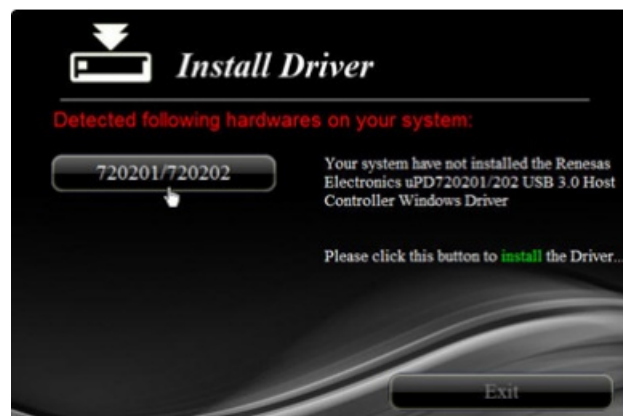 Install Driver
Detected following hardwares on your system:
720201/720202
Your system have not installed the Renesas
Electronics uPD720201/202 USB 3.0 Host
Controller Windows Driver
Please click this button to install the Driver...
Exit